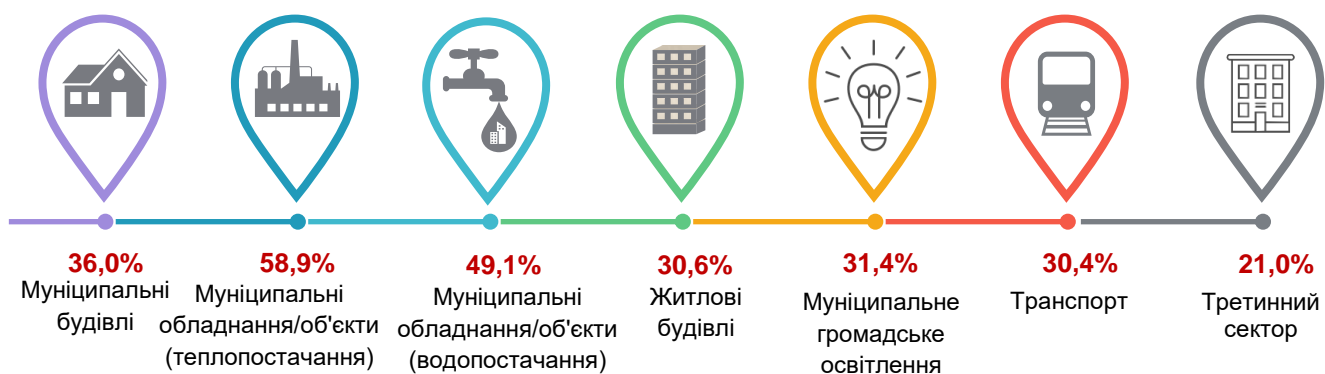 36,0%
Муніципальні
будівлі
58,9%
Муніципальні
обладнання/об'єкти
(теплопостачання)
49,1%
Муніципальні
обладнання/об'єкти
(водопостачання)
30,6%
Житлові
будівлі
31,4%
Муніципальне
громадське
освітлення
30,4%
Транспорт
21,0%
Третинний
сектор